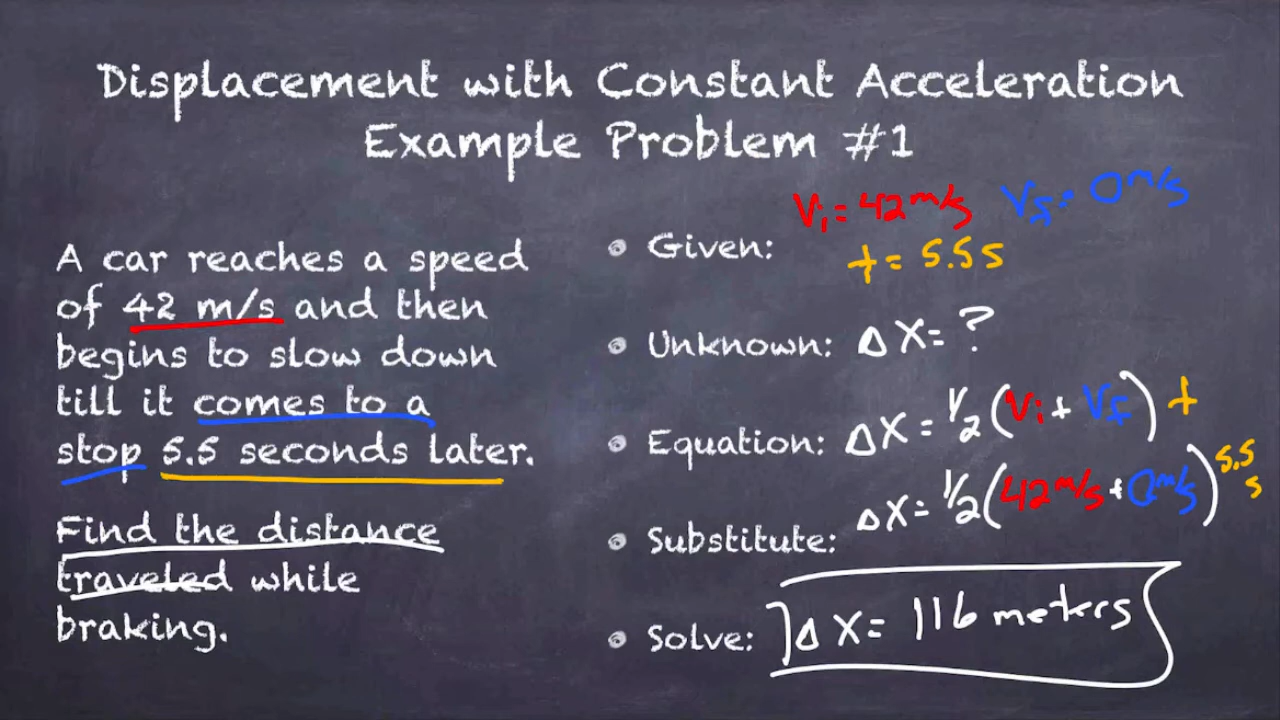 Displacement with Constant Acceleration
Example Problem #1
A car reaches a speed
of 42 m/s and then
begins to slow down
till it comes to a
stop 5.5 seconds later.
Find the distance
traveled while
braking.
Vi = 42 m/s Vf = 0 m/s
• Given:
t = 5.5 s
• Unknown: Δ X = ?
• Equation: ΔX = 1/2 (Vi + Vf) t
• Substitute: ΔX = 1/2 (42 m/s + 0 m/s) 5.5 s
• Solve: Δ X = 116 meters